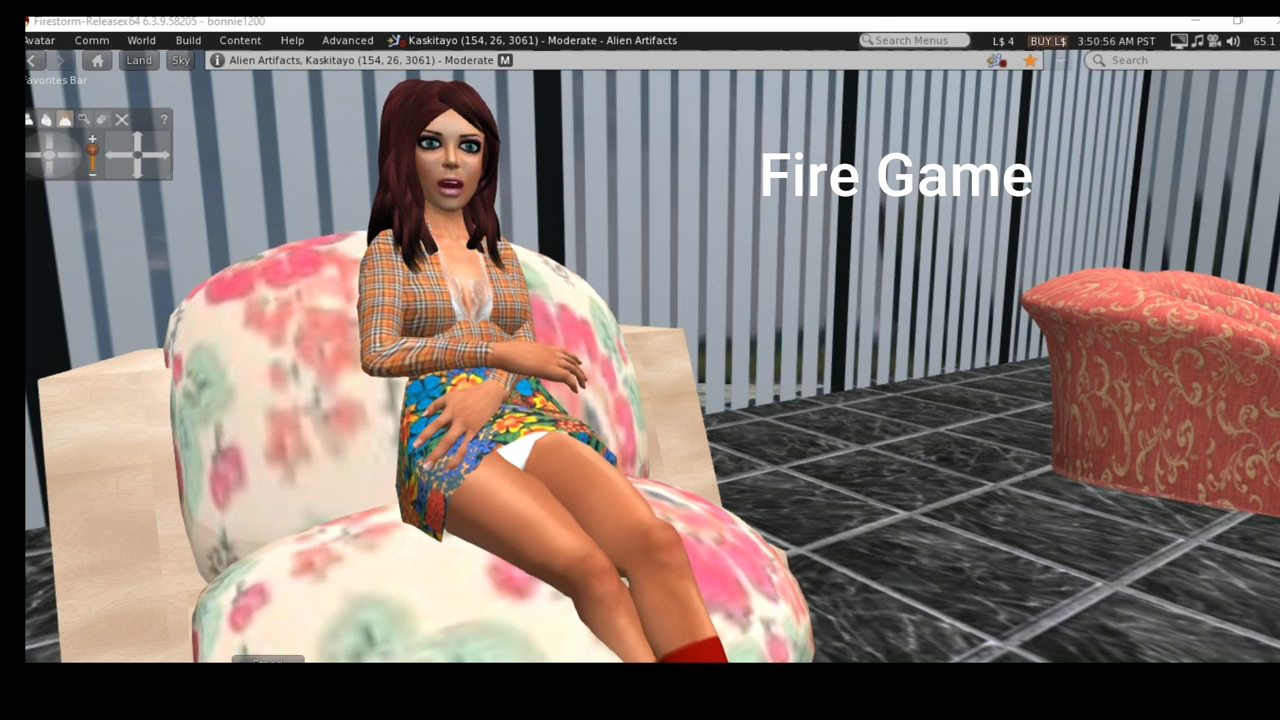 Firestorm-Releasex64 6.3.9.58205 - bonnie1200
Avatar Comm World Build Content Help Advanced Kaskitayo (154, 26, 3061) - Moderate - Alien Artifacts Search Menus L$ 4 BUY L$ 3:50:56 AM PST 65.1
Land Sky Alien Artifacts, Kaskitayo (154, 26, 3061) - Moderate M Search
avorites Bar
?
Fire Game